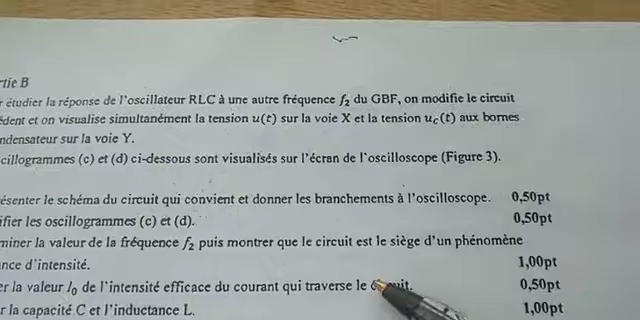 rtie B
r étudier la réponse de l'oscillateur RLC à une autre fréquence f₂ du GBF, on modifie le circuit
édent et on visualise simultanément la tension u(t) sur la voie X et la tension u_C(t) aux bornes
ndensateur sur la voie Y.
cillogrammes (c) et (d) ci-dessous sont visualisés sur l'écran de l'oscilloscope (Figure 3).
ésenter le schéma du circuit qui convient et donner les branchements à l'oscilloscope. 0,50pt
ifier les oscillogrammes (c) et (d). 0,50pt
miner la valeur de la fréquence f₂ puis montrer que le circuit est le siège d'un phénomène
nce d'intensité. 1,00pt
er la valeur I₀ de l'intensité efficace du courant qui traverse le 0,50pt
r la capacité C et l'inductance L. 1,00pt